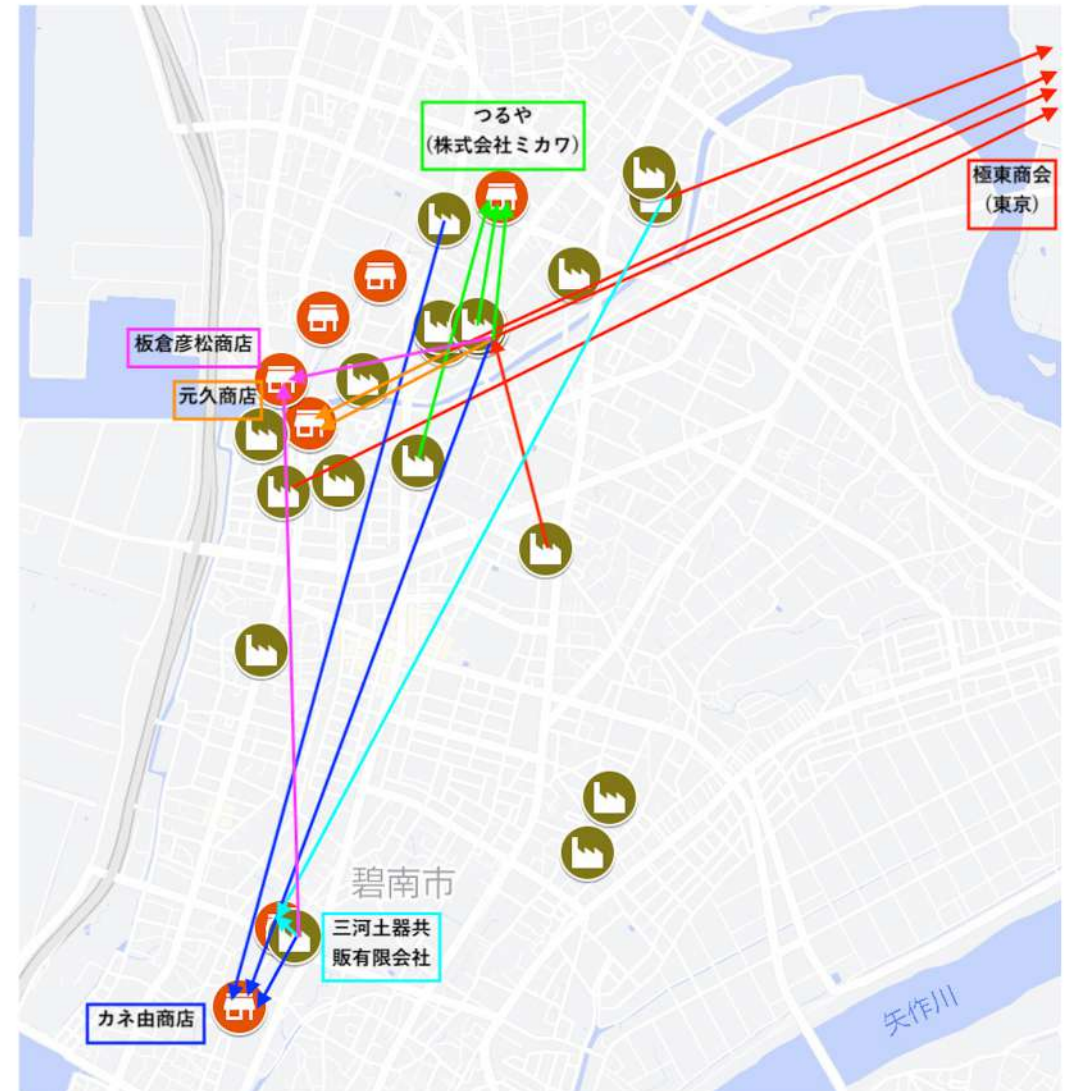 つるや
(株式会社ミカワ)
極東商会
(東京)
板倉彦松商店
元久商店
碧南市
三河土器共
販有限会社
カネ由商店
矢作川